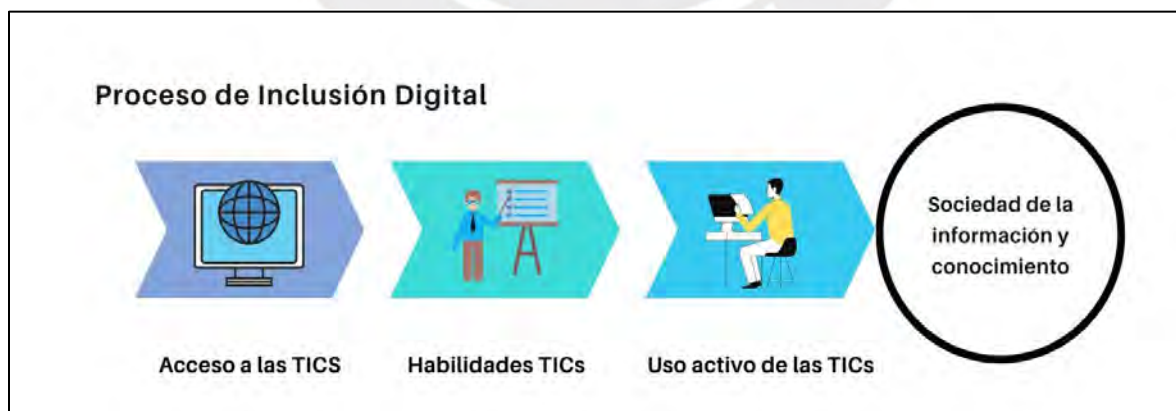 Proceso de Inclusión Digital
Sociedad de la
información y
conocimiento
Acceso a las TICS
Habilidades TICs
Uso activo de las TICs